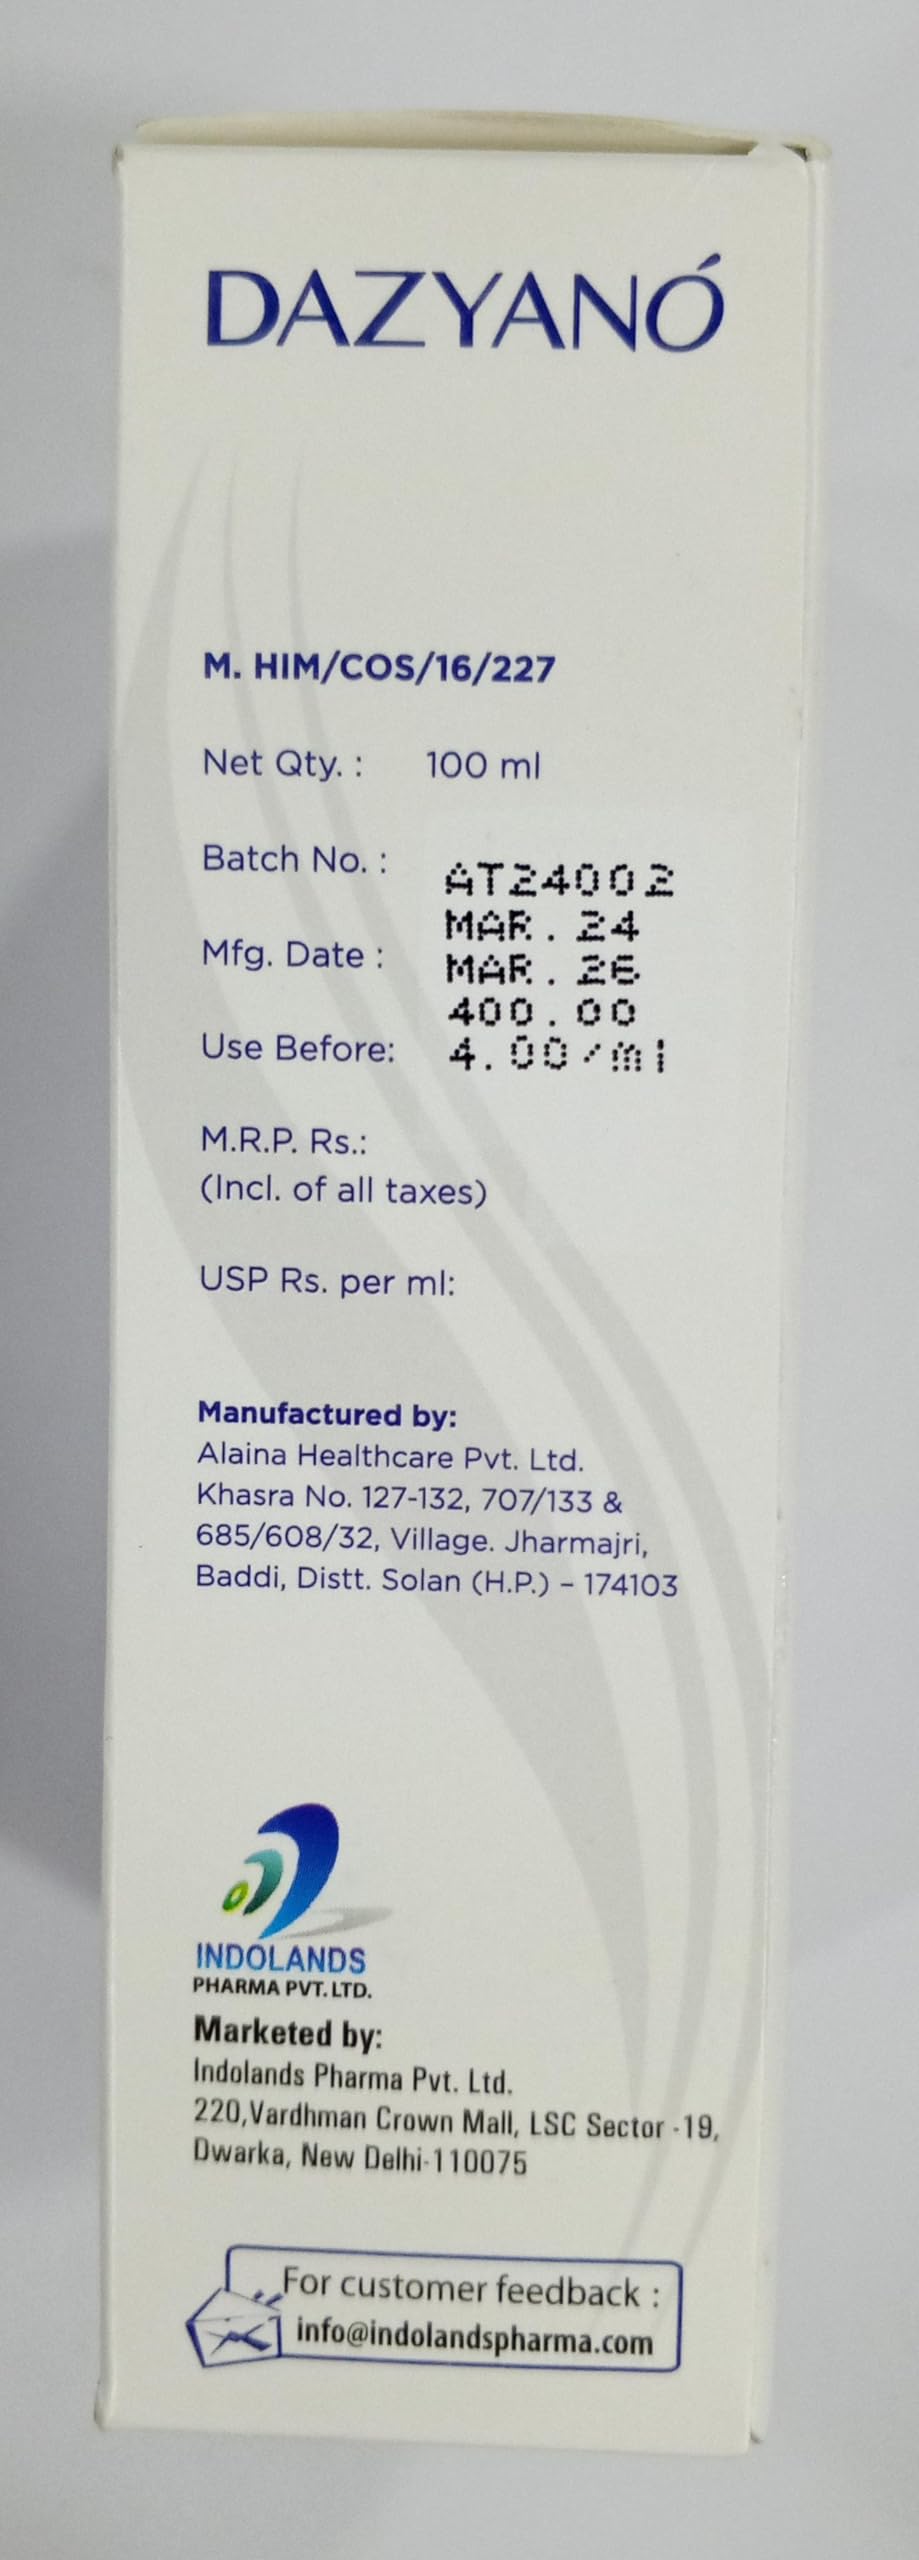 DAZYANÓ
M. HIM/COS/16/227
Net Qty. : 100 ml
Batch No. : AT24002
Mfg. Date : MAR. 24
Use Before: MAR. 26
M.R.P. Rs.: 400.00
(Incl. of all taxes)
USP Rs. per ml: 4.00/ml
Manufactured by:
Alaina Healthcare Pvt. Ltd.
Khasra No. 127-132, 707/133 &
685/608/32, Village. Jharmajri,
Baddi, Distt. Solan (H.P.) – 174103
INDOLANDS
PHARMA PVT. LTD.
Marketed by:
Indolands Pharma Pvt. Ltd.
220,Vardhman Crown Mall, LSC Sector -19,
Dwarka, New Delhi-110075
For customer feedback :
info@indolandspharma.com